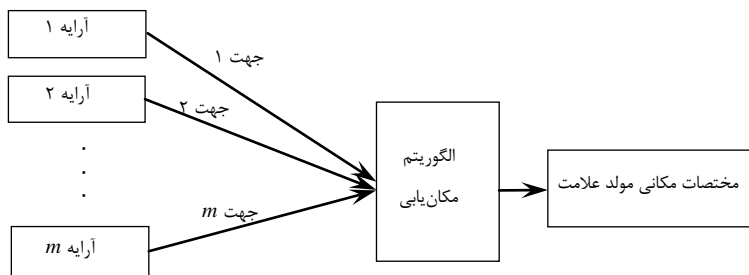 آرایه ۱
جهت ۱
آرایه ۲
جهت ۲
.
.
.
آرایه m
جهت m
الگوریتم
مکان‌یابی
مختصات مکانی مولد علامت